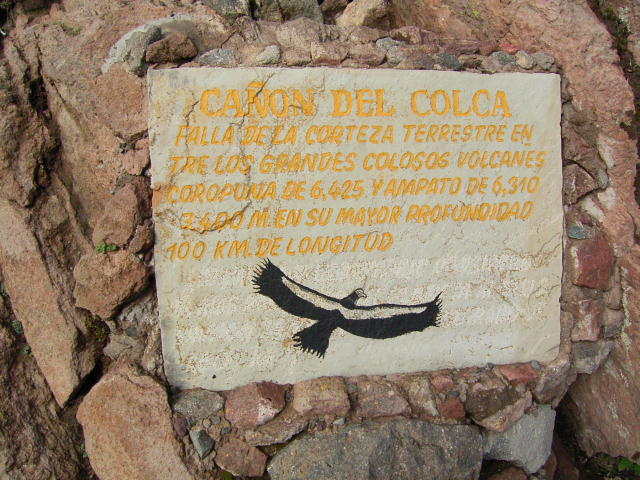 CAÑON DEL COLCA
FALLA DE LA CORTEZA TERRESTRE EN
TRE LOS GRANDES COLOSOS VOLCANES
COROPUNA DE 6,425 Y AMPATO DE 6,310
3,400 M. EN SU MAYOR PROFUNDIDAD
100 KM. DE LONGITUD